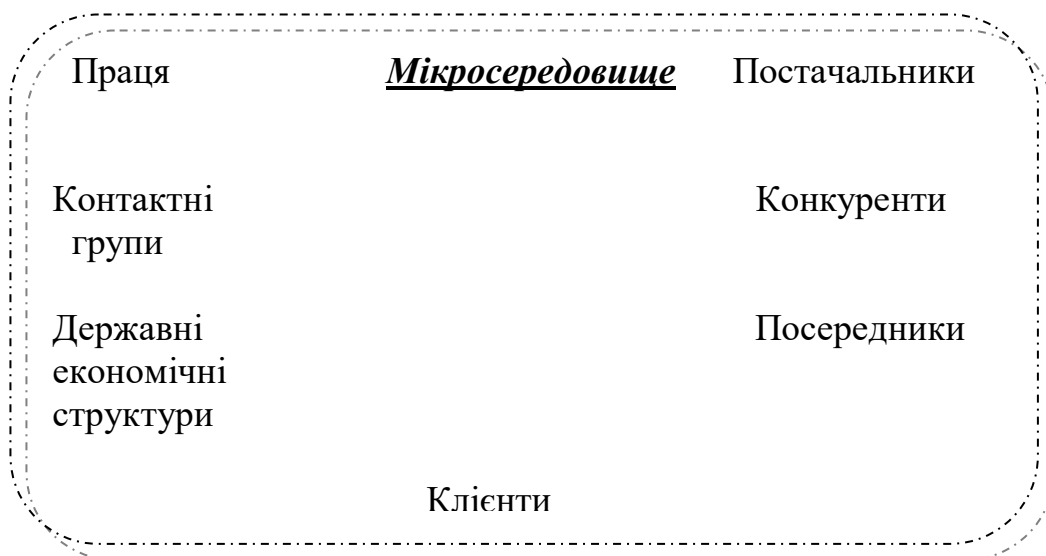 Праця Мікросередовище Постачальники
Контактні Конкуренти
групи
Державні Посередники
економічні
структури
Клієнти